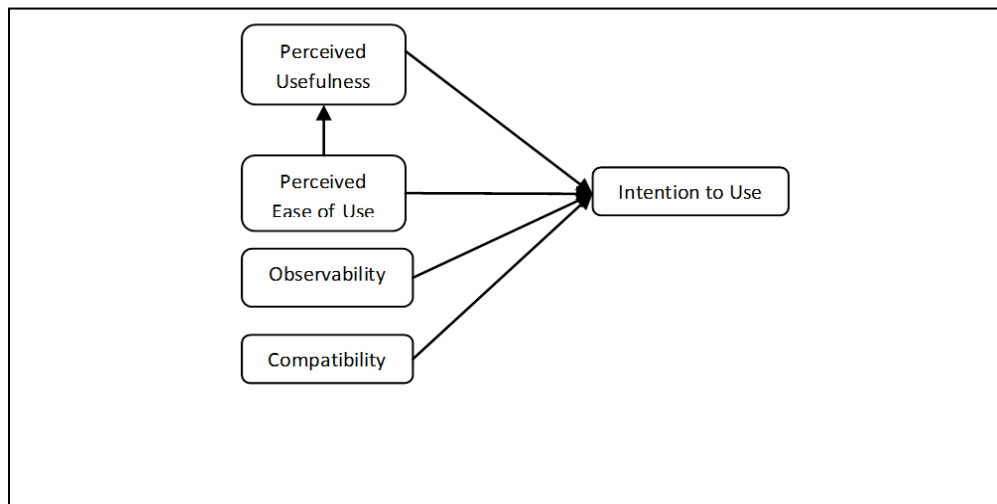 Perceived
Usefulness
Perceived
Ease of Use
Intention to Use
Observability
Compatibility